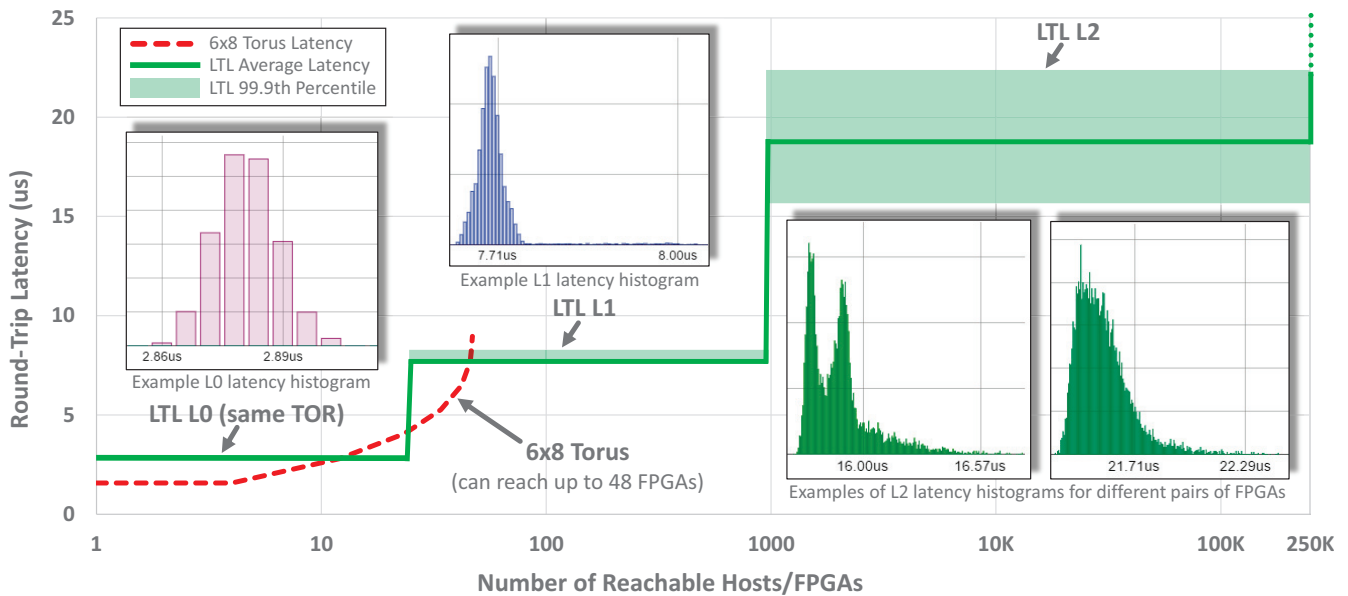 25
20
15
10
5
0
Round-Trip Latency (us)
6x8 Torus Latency
LTL Average Latency
LTL 99.9th Percentile
2.86us 2.89us
Example L0 latency histogram
LTL L0 (same TOR)
7.71us 8.00us
Example L1 latency histogram
LTL L1
6x8 Torus
(can reach up to 48 FPGAs)
LTL L2
16.00us 16.57us
21.71us 22.29us
Examples of L2 latency histograms for different pairs of FPGAs
1 10 100 1000 10K 100K 250K
Number of Reachable Hosts/FPGAs